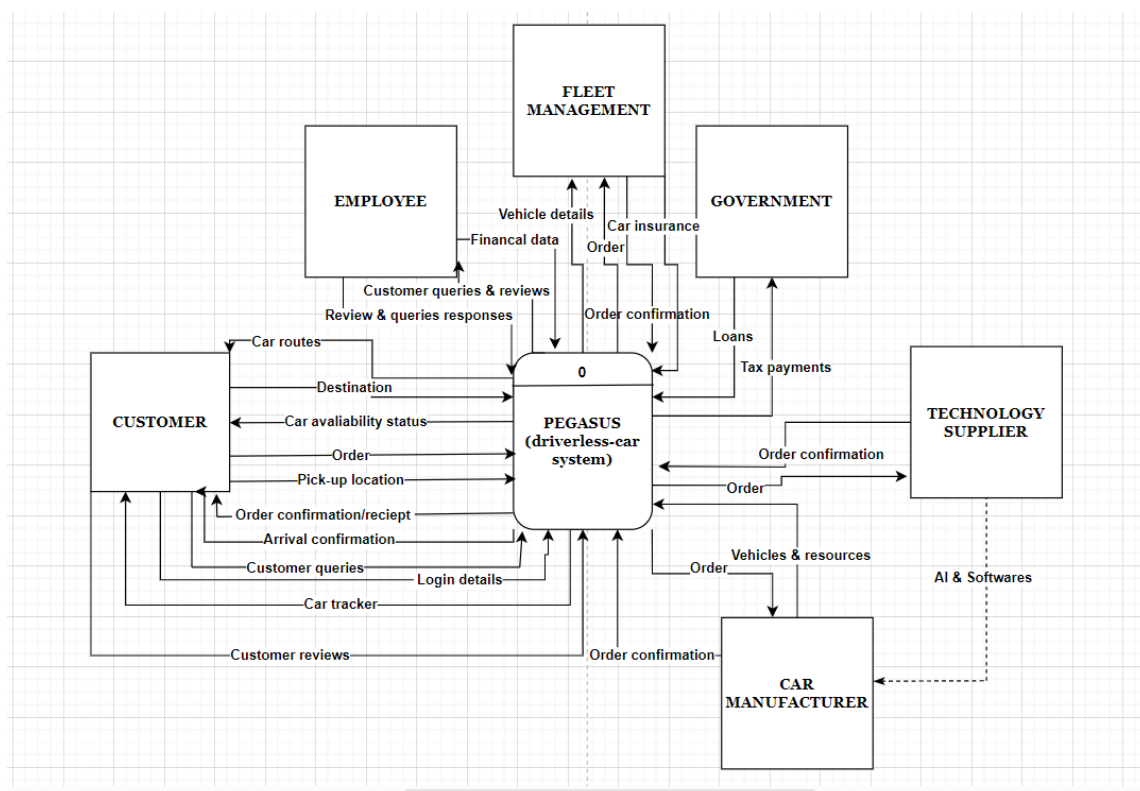 FLEET
MANAGEMENT
EMPLOYEE
GOVERNMENT
Vehicle details
Car insurance
Financal data
Order
Customer queries & reviews
Review & queries responses
Order confirmation
Loans
Car routes
Tax payments
0
Destination
CUSTOMER
Car avaliability status
PEGASUS
(driverless-car
system)
TECHNOLOGY
SUPPLIER
Order
Order confirmation
Pick-up location
Order
Order confirmation/reciept
Arrival confirmation
Vehicles & resources
Customer queries
Order
Login details
AI & Softwares
Car tracker
Customer reviews
Order confirmation
CAR
MANUFACTURER